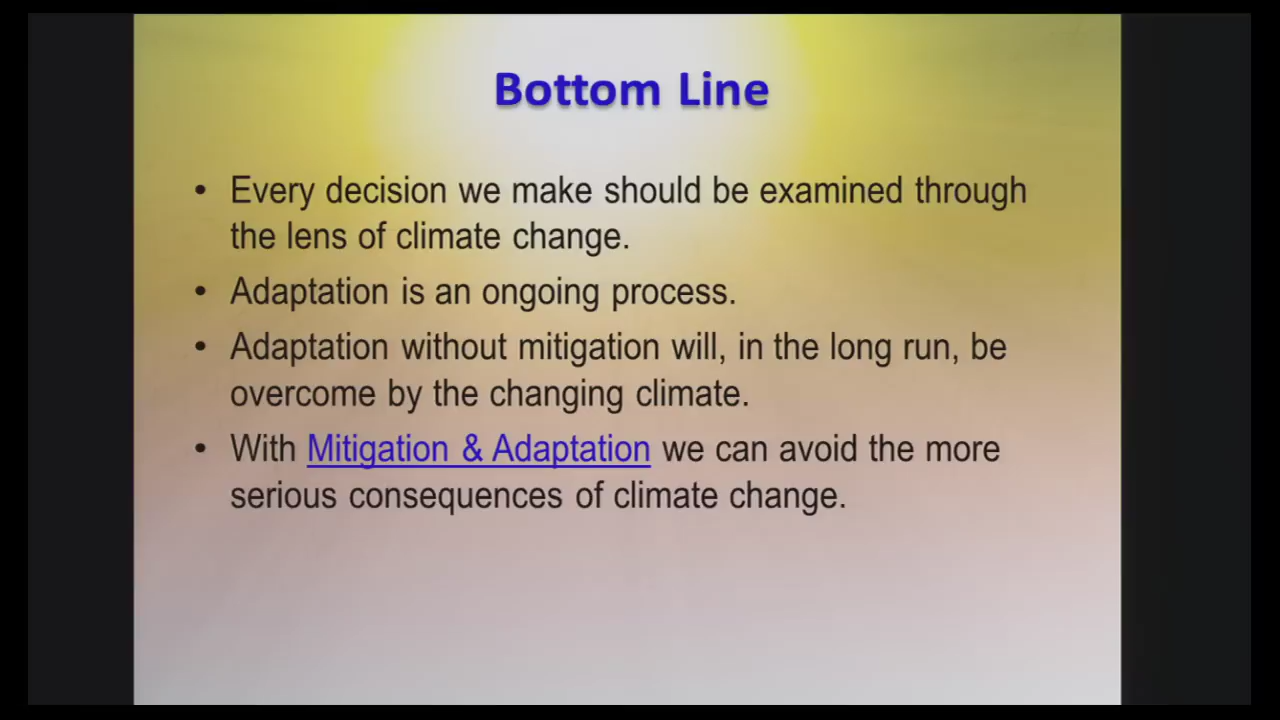 Bottom Line
• Every decision we make should be examined through
the lens of climate change.
• Adaptation is an ongoing process.
• Adaptation without mitigation will, in the long run, be
overcome by the changing climate.
• With Mitigation & Adaptation we can avoid the more
serious consequences of climate change.